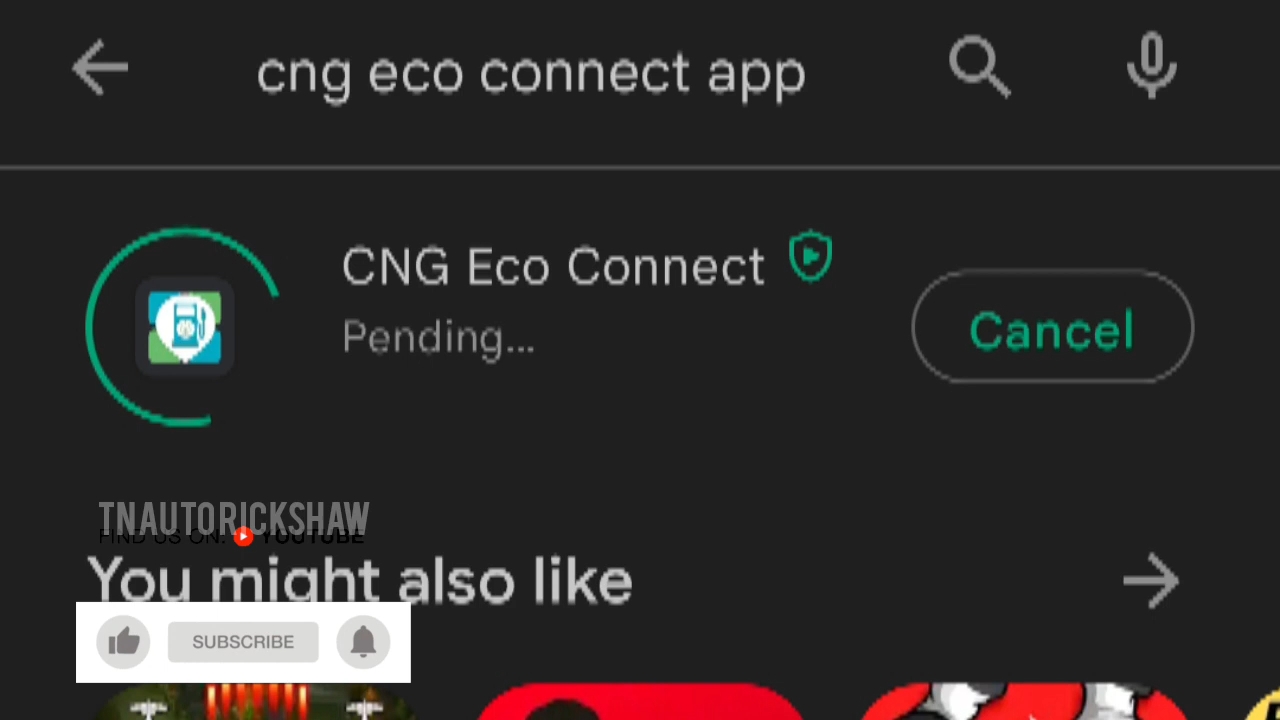 cng eco connect app
CNG Eco Connect
Pending...
Cancel
TNAUTORICKSHAW
FIND US ON: YOUTUBE
You might also like
SUBSCRIBE